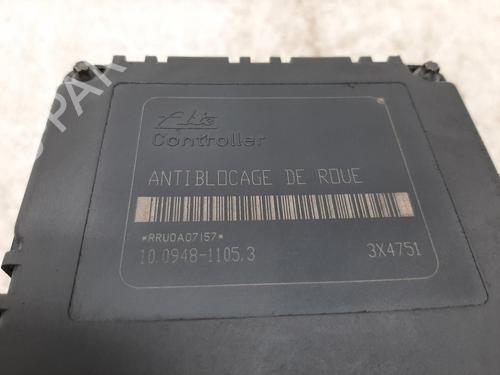 Ate
Controller
ANTIBLOCAGE DE ROUE
*RRU0A07157*
10.0948-1105.3 3X4751